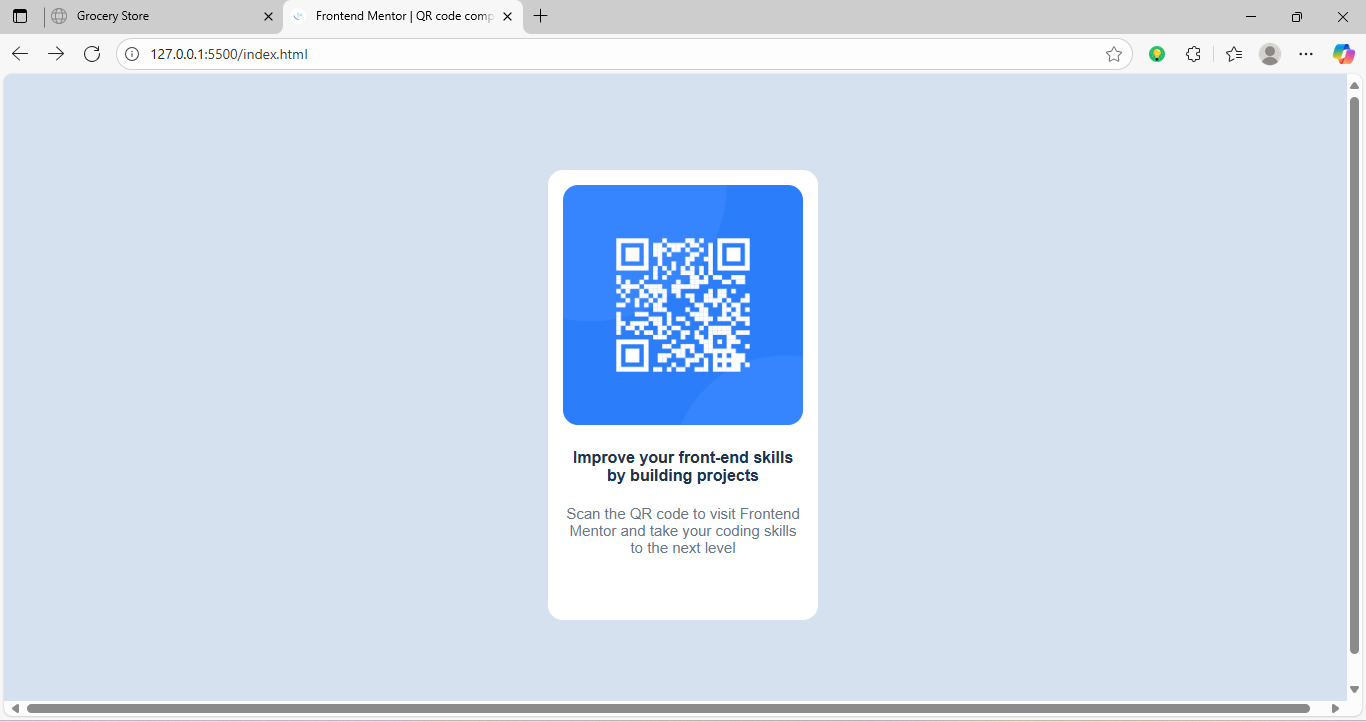 Grocery Store
Frontend Mentor | QR code comp
127.0.0.1:5500/index.html
Improve your front-end skills
by building projects
Scan the QR code to visit Frontend
Mentor and take your coding skills
to the next level